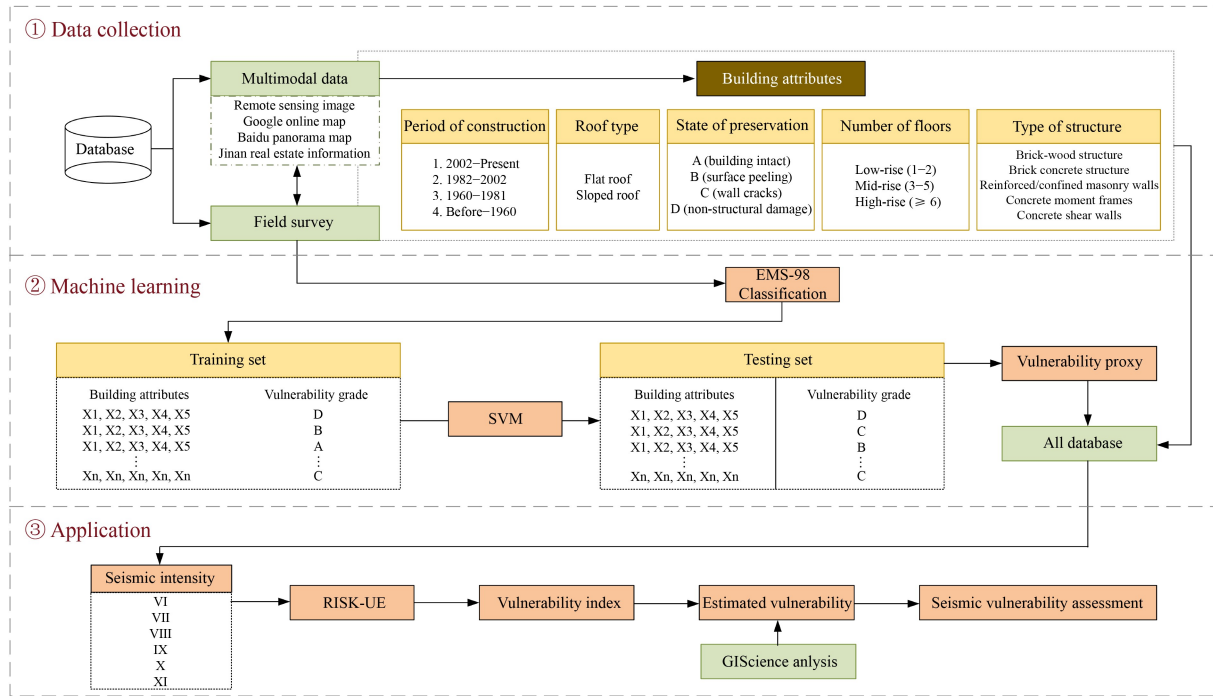 ① Data collection
Multimodal data
Remote sensing image
Google online map
Baidu panorama map
Jinan real estate information
Database
Field survey
Building attributes
Period of construction
1. 2002−Present
2. 1982−2002
3. 1960−1981
4. Before−1960
Roof type
Flat roof
Sloped roof
State of preservation
A (building intact)
B (surface peeling)
C (wall cracks)
D (non-structural damage)
Number of floors
Low-rise (1−2)
Mid-rise (3−5)
High-rise (≥ 6)
Type of structure
Brick-wood structure
Brick concrete structure
Reinforced/confined masonry walls
Concrete moment frames
Concrete shear walls
② Machine learning
EMS-98
Classification
Training set
Building attributes Vulnerability grade
X1, X2, X3, X4, X5 D
X1, X2, X3, X4, X5 B
X1, X2, X3, X4, X5 A
⋮ ⋮
Xn, Xn, Xn, Xn, Xn C
SVM
Testing set
Building attributes Vulnerability grade
X1, X2, X3, X4, X5 D
X1, X2, X3, X4, X5 C
X1, X2, X3, X4, X5 B
⋮ ⋮
Xn, Xn, Xn, Xn, Xn C
Vulnerability proxy
All database
③ Application
Seismic intensity
VI
VII
VIII
IX
X
XI
RISK-UE
Vulnerability index
Estimated vulnerability
Seismic vulnerability assessment
GIScience anlysis